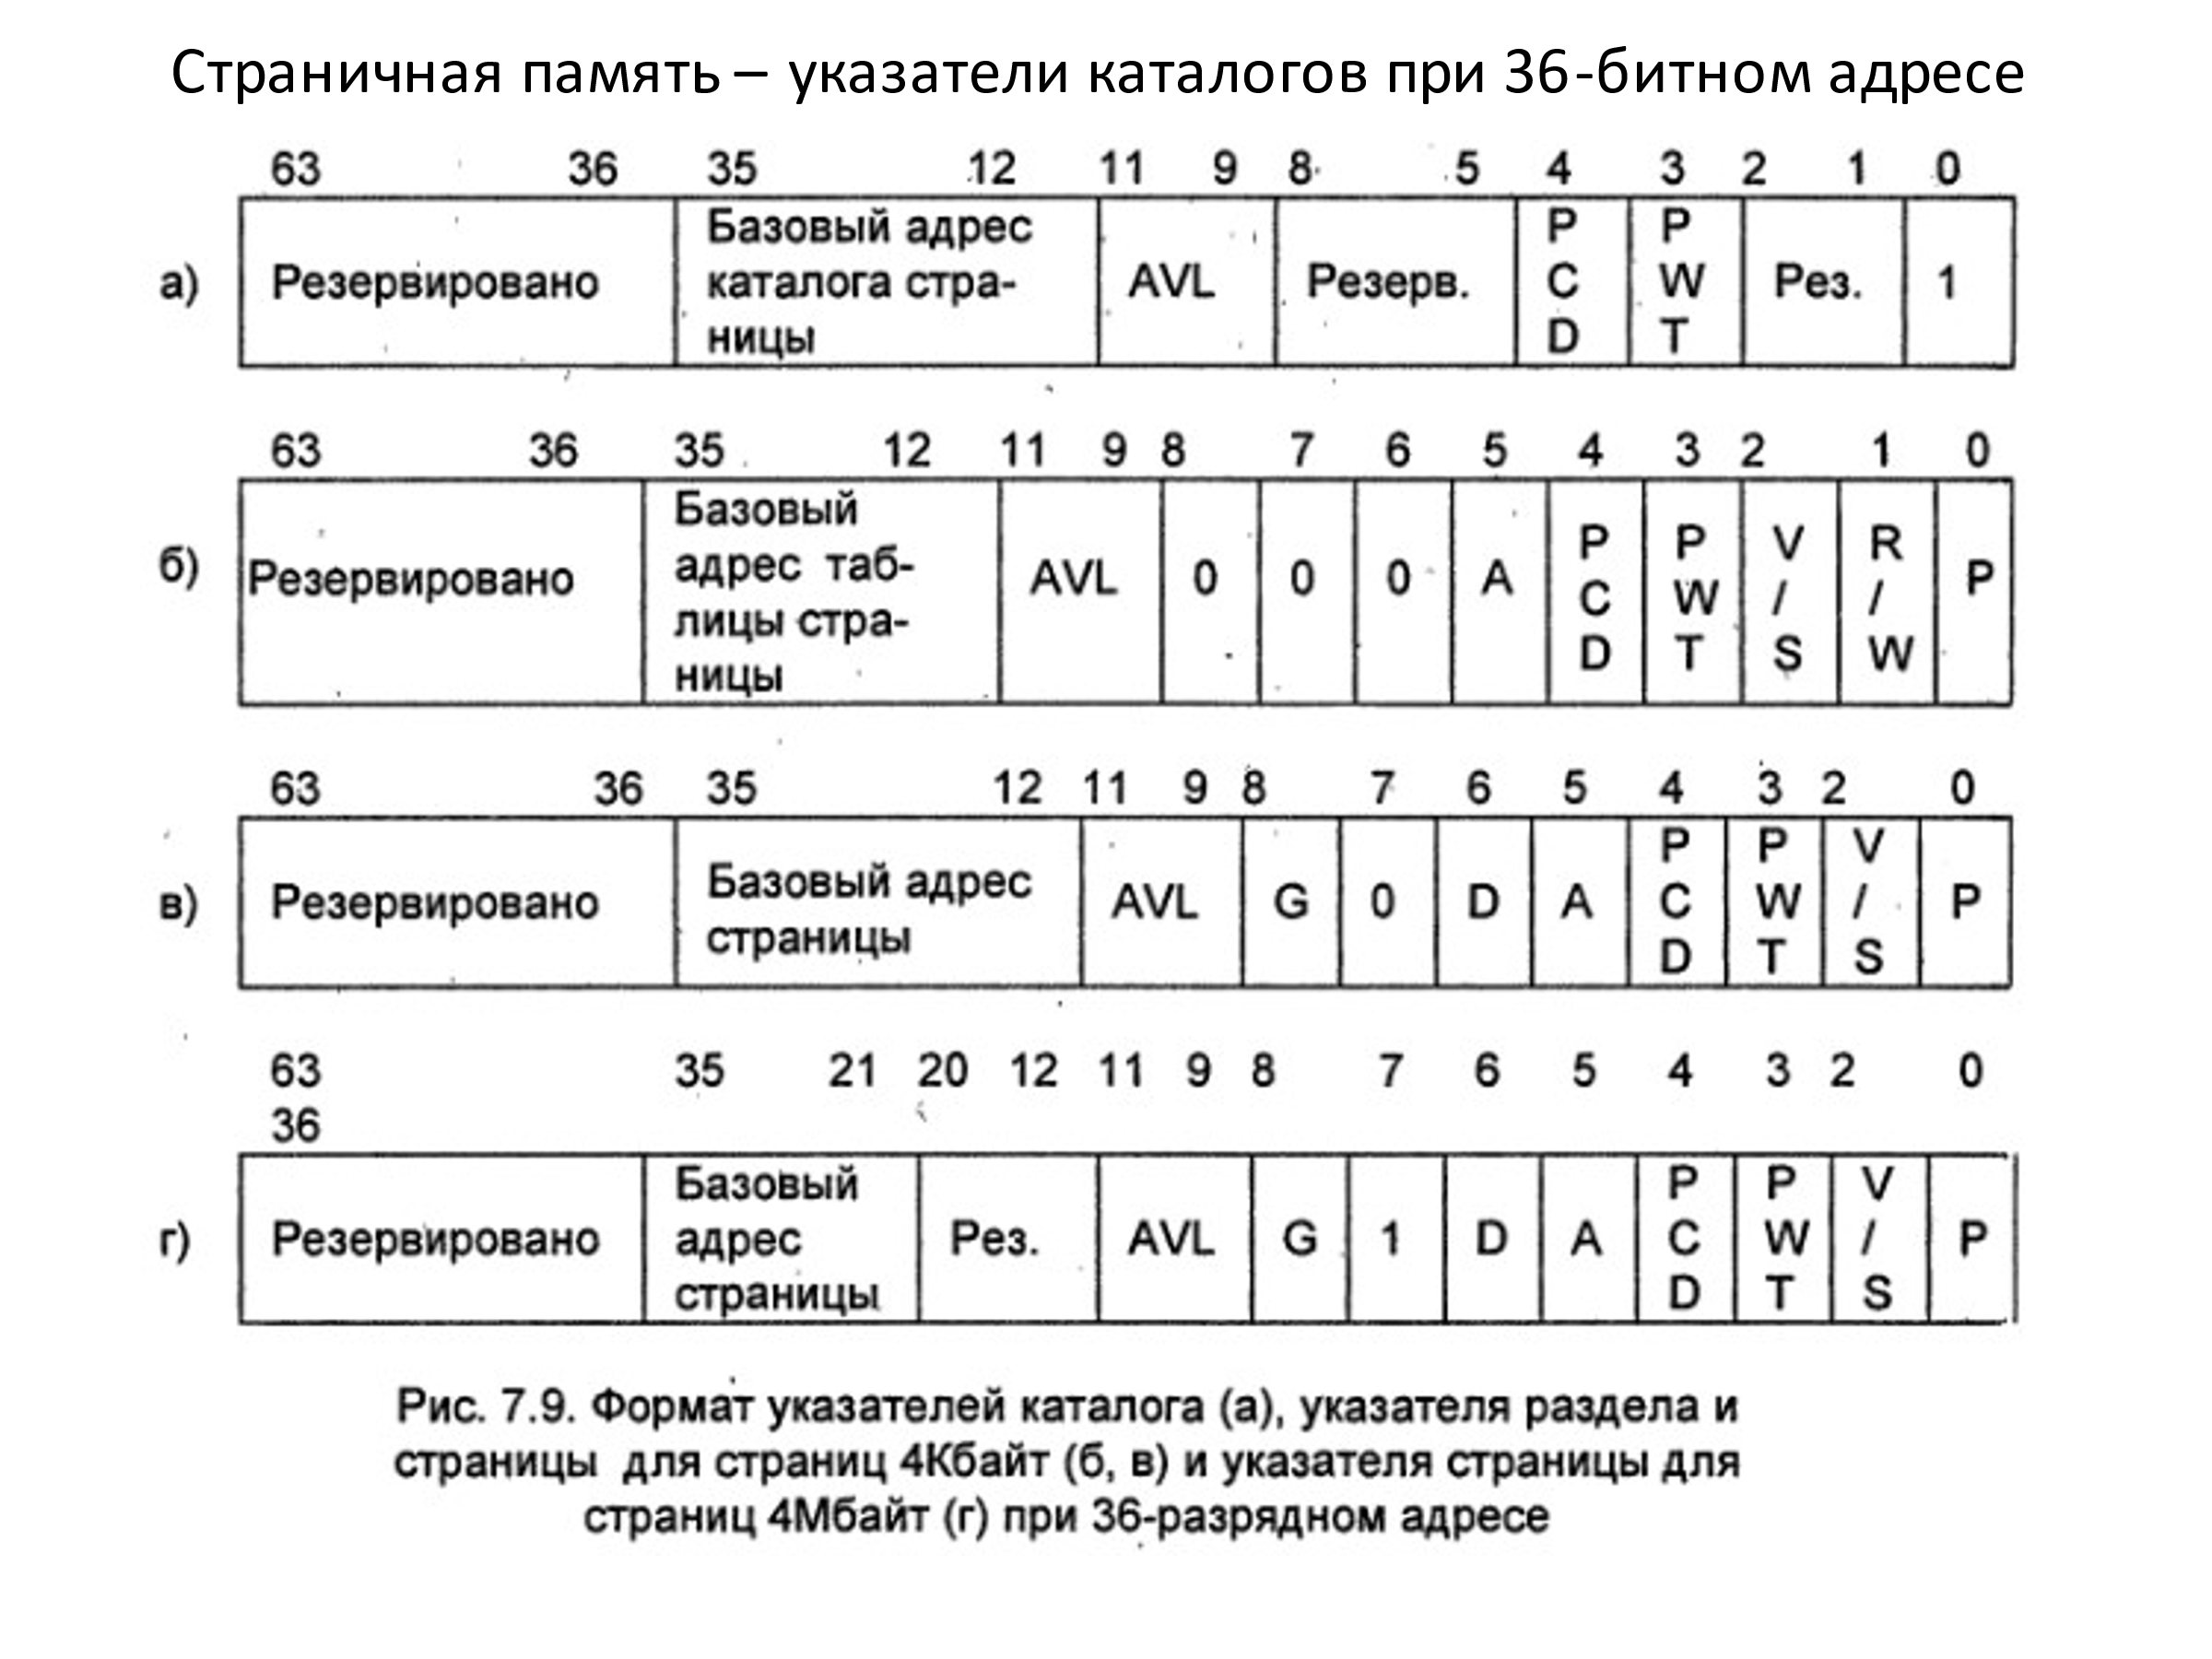 Страничная память – указатели каталогов при 36-битном адресе
63 36 35 12 11 9 8 5 4 3 2 1 0
а) Резервировано Базовый адрес каталога стра- ницы AVL Резерв. P C D P W T Рез. 1
63 36 35 12 11 9 8 7 6 5 4 3 2 1 0
б) Резервировано Базовый адрес таб- лицы стра- ницы AVL 0 0 0 A P C D P W T V / S R / W P
63 36 35 12 11 9 8 7 6 5 4 3 2 0
в) Резервировано Базовый адрес страницы AVL G 0 D A P C D P W T V / S P
63 35 21 20 12 11 9 8 7 6 5 4 3 2 0
36
г) Резервировано Базовый адрес страницы Рез. AVL G 1 D A P C D P W T V / S P
Рис. 7.9. Формат указателей каталога (а), указателя раздела и
страницы для страниц 4Кбайт (б, в) и указателя страницы для
страниц 4Мбайт (г) при 36-разрядном адресе